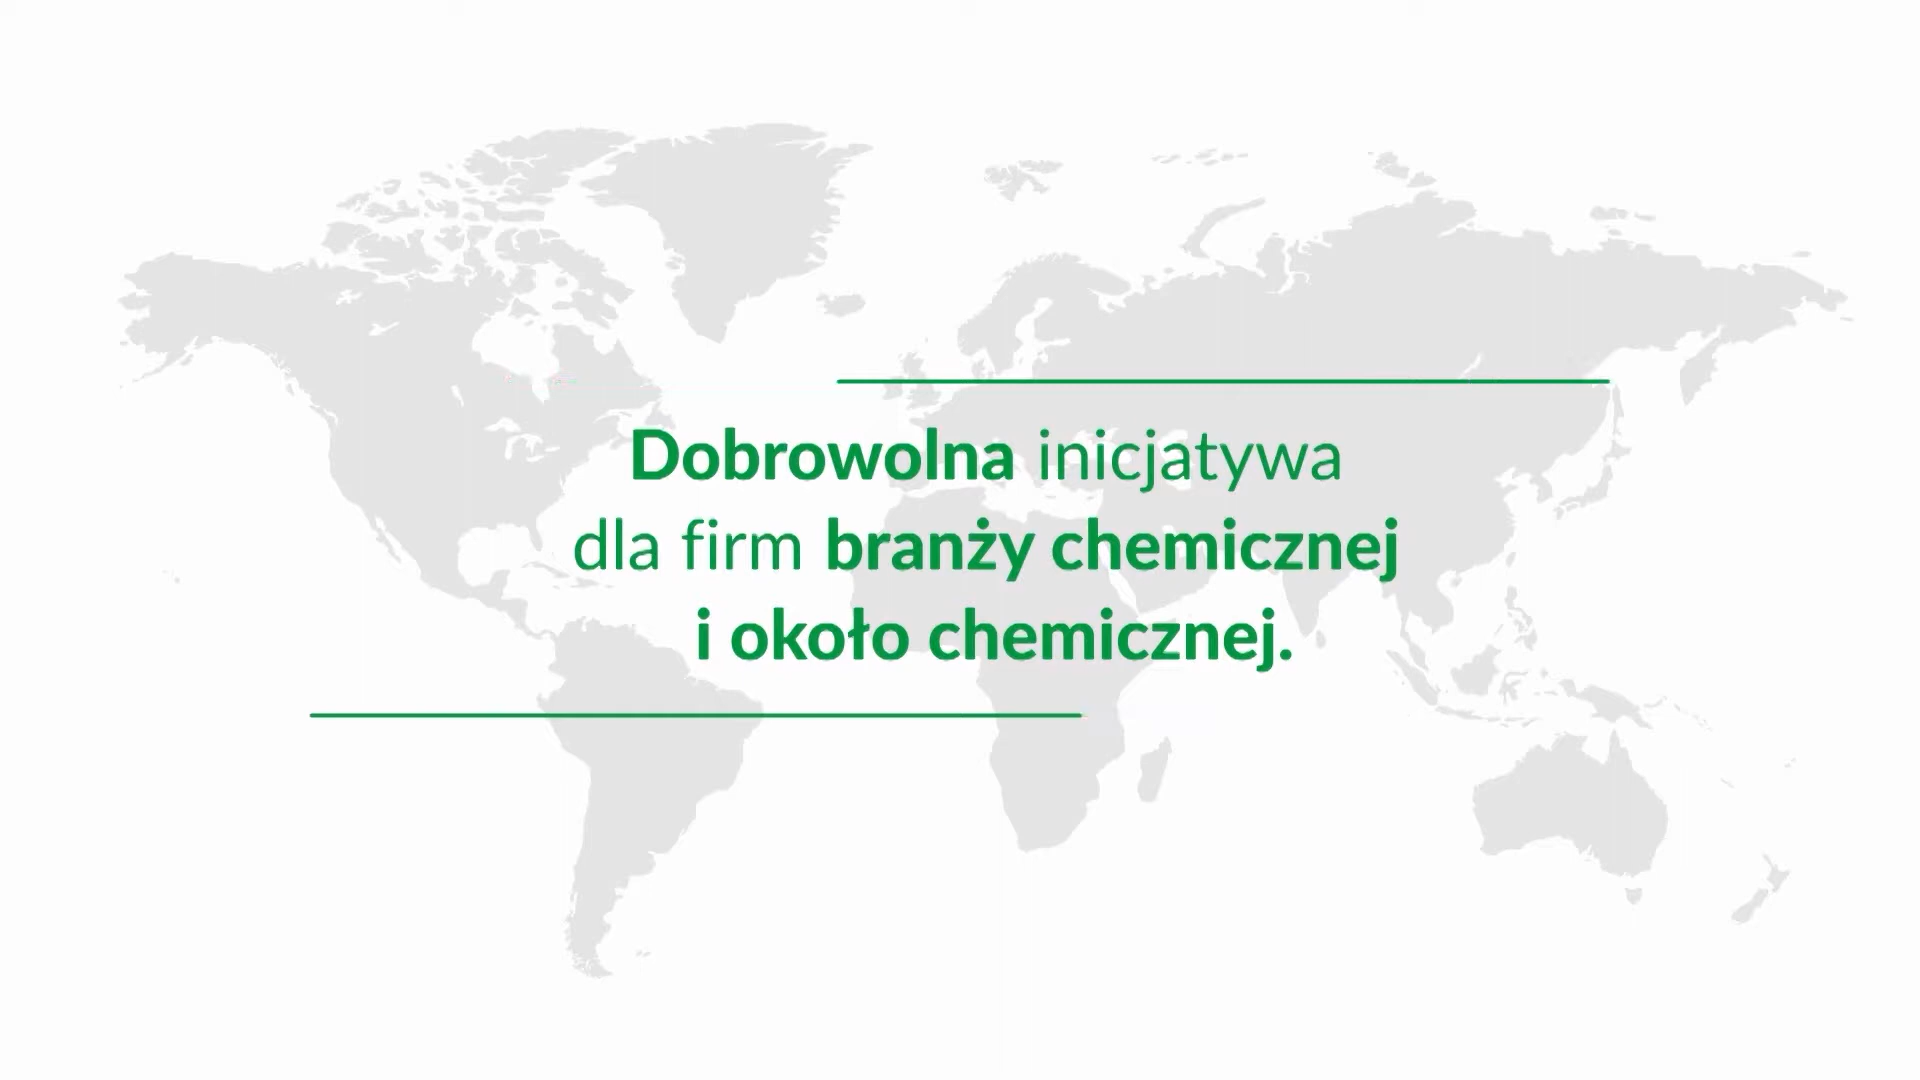 Dobrowolna inicjatywa
dla firm branży chemicznej
i około chemicznej.